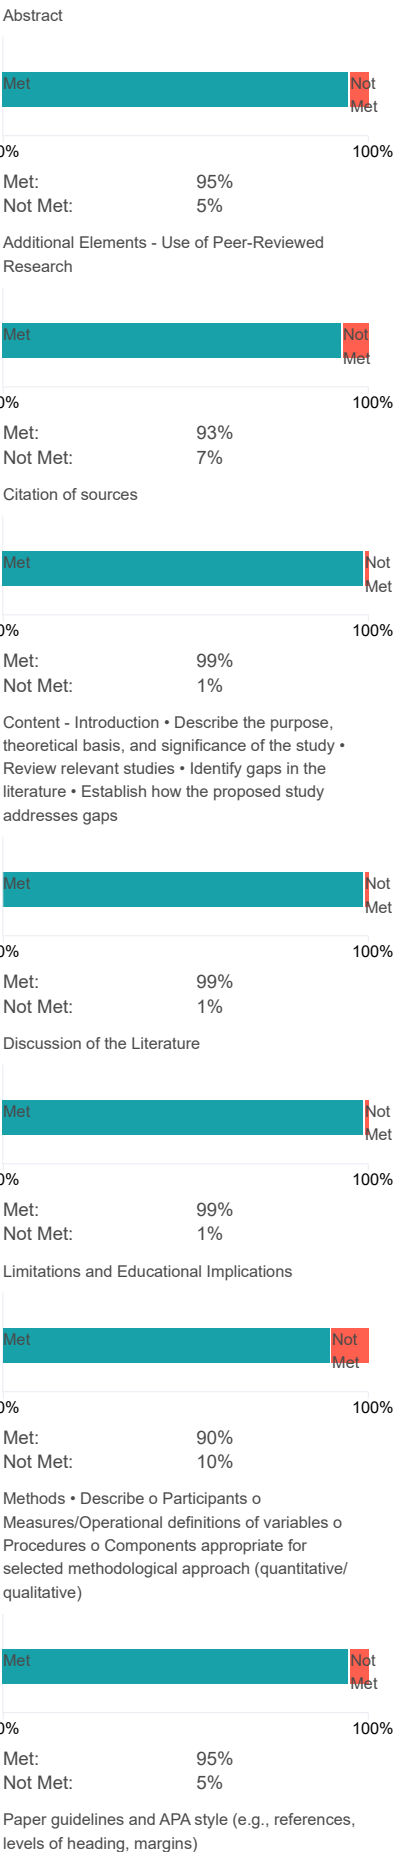 Abstract
Met
Not
Met
0%
100%
Met: 95%
Not Met: 5%
Additional Elements - Use of Peer-Reviewed
Research
Met
Not
Met
0%
100%
Met: 93%
Not Met: 7%
Citation of sources
Met
Not
Met
0%
100%
Met: 99%
Not Met: 1%
Content - Introduction • Describe the purpose,
theoretical basis, and significance of the study •
Review relevant studies • Identify gaps in the
literature • Establish how the proposed study
addresses gaps
Met
Not
Met
0%
100%
Met: 99%
Not Met: 1%
Discussion of the Literature
Met
Not
Met
0%
100%
Met: 99%
Not Met: 1%
Limitations and Educational Implications
Met
Not
Met
0%
100%
Met: 90%
Not Met: 10%
Methods • Describe o Participants o
Measures/Operational definitions of variables o
Procedures o Components appropriate for
selected methodological approach (quantitative/
qualitative)
Met
Not
Met
0%
100%
Met: 95%
Not Met: 5%
Paper guidelines and APA style (e.g., references,
levels of heading, margins)